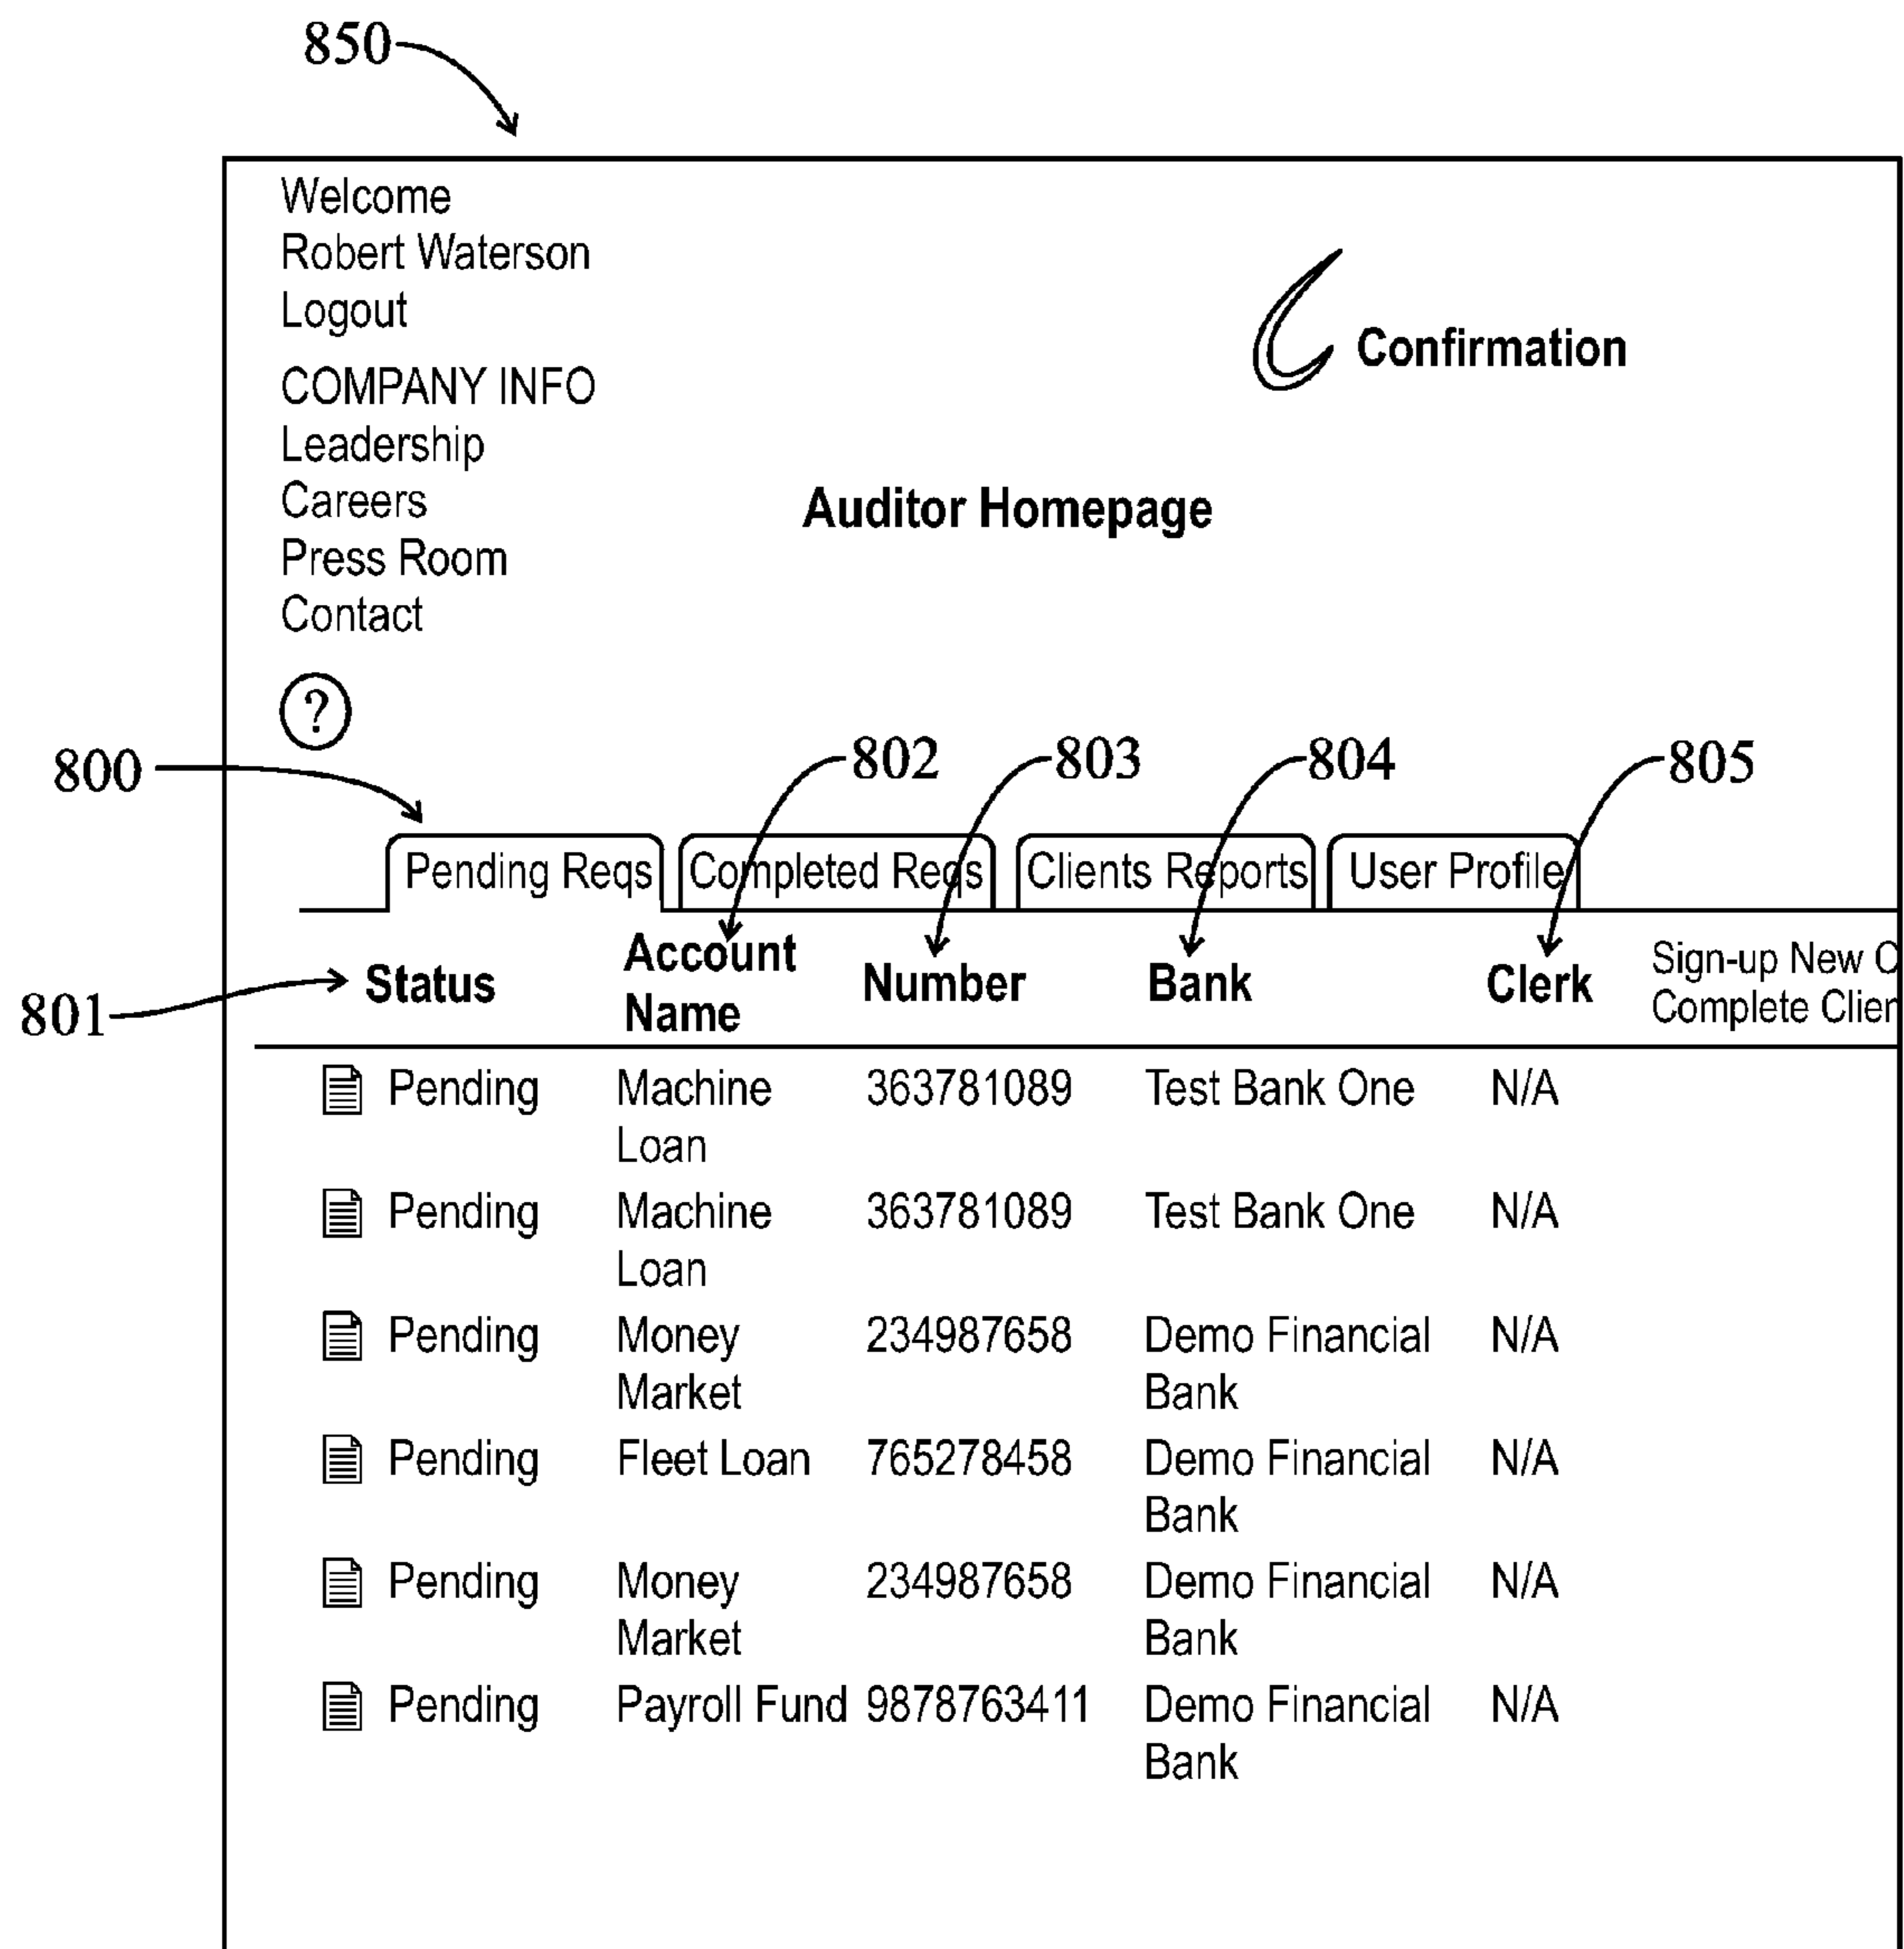 850
Welcome
Robert Waterson
Logout
Confirmation
COMPANY INFO
Leadership
Careers
Auditor Homepage
Press Room
Contact
?
800
802
803
804
805
Pending Reqs
Completed Reqs
Clients Reports
User Profile
801
Status
Account
Name
Number
Bank
Clerk
Sign-up New
Complete
Pending Machine 363781089 Test Bank One N/A
Loan
Pending Machine 363781089 Test Bank One N/A
Loan
Pending Money 234987658 Demo Financial N/A
Market Bank
Pending Fleet Loan 765278458 Demo Financial N/A
Bank
Pending Money 234987658 Demo Financial N/A
Market Bank
Pending Payroll Fund 9878763411 Demo Financial N/A
Bank